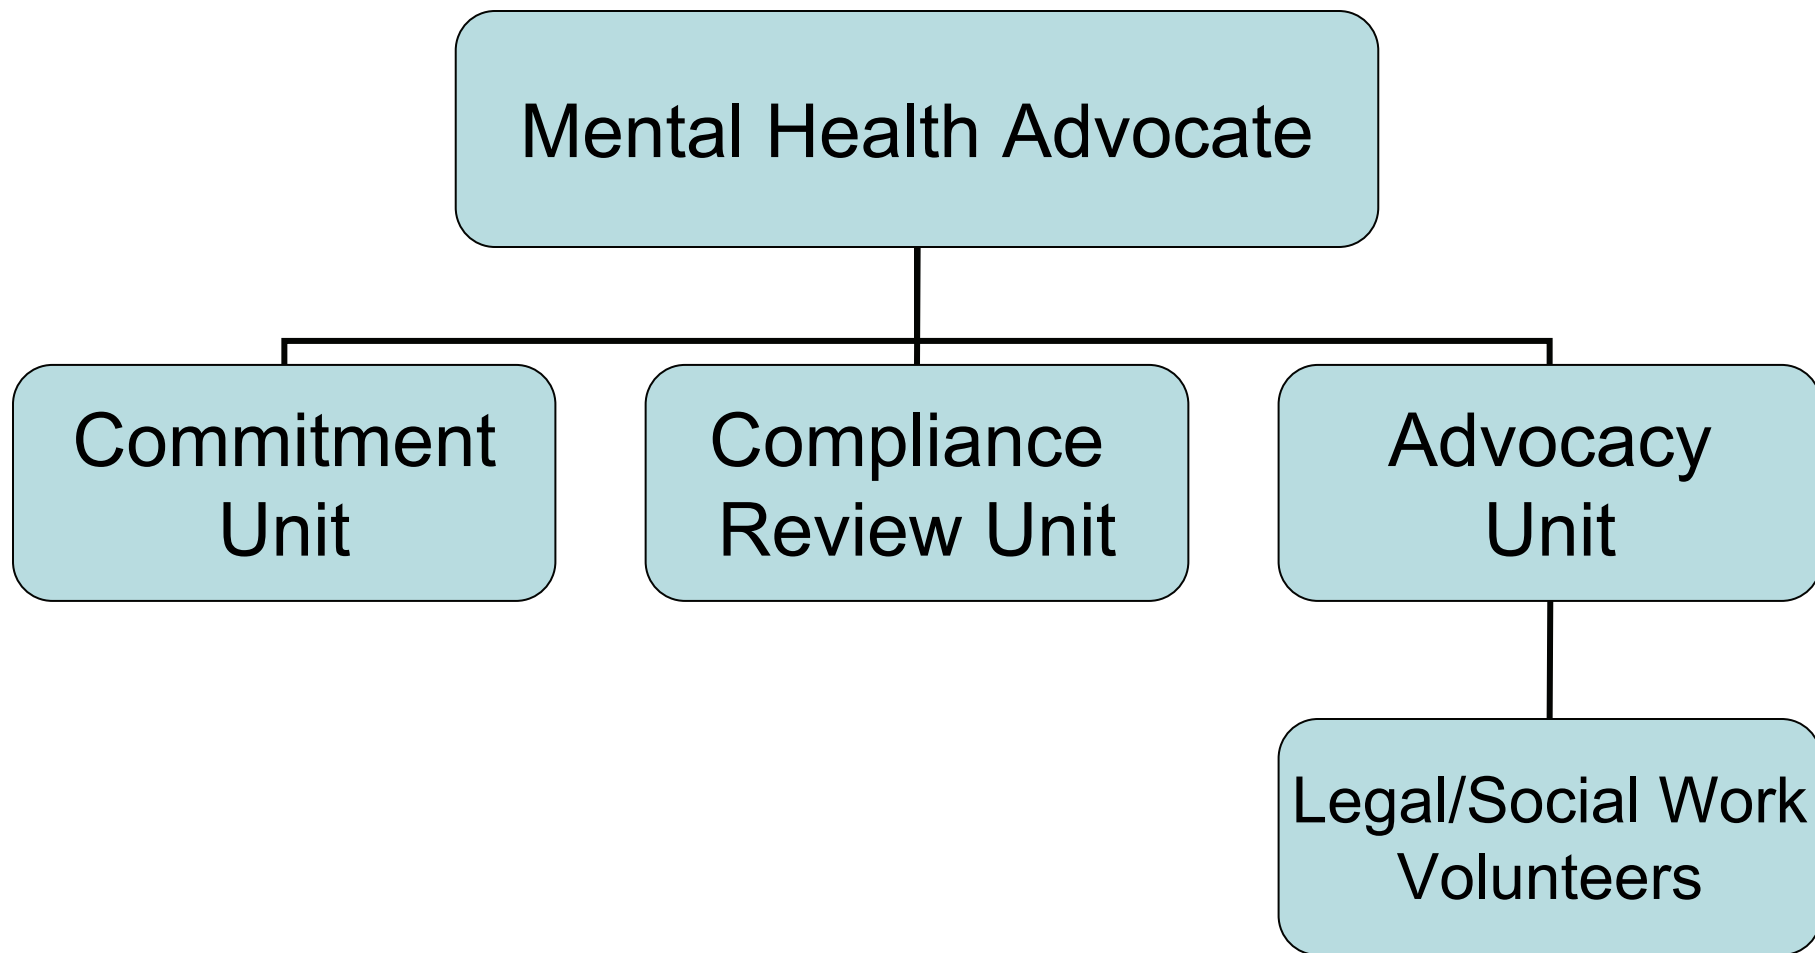 Mental Health Advocate
Commitment
Unit
Compliance
Review Unit
Advocacy
Unit
Legal/Social Work
Volunteers